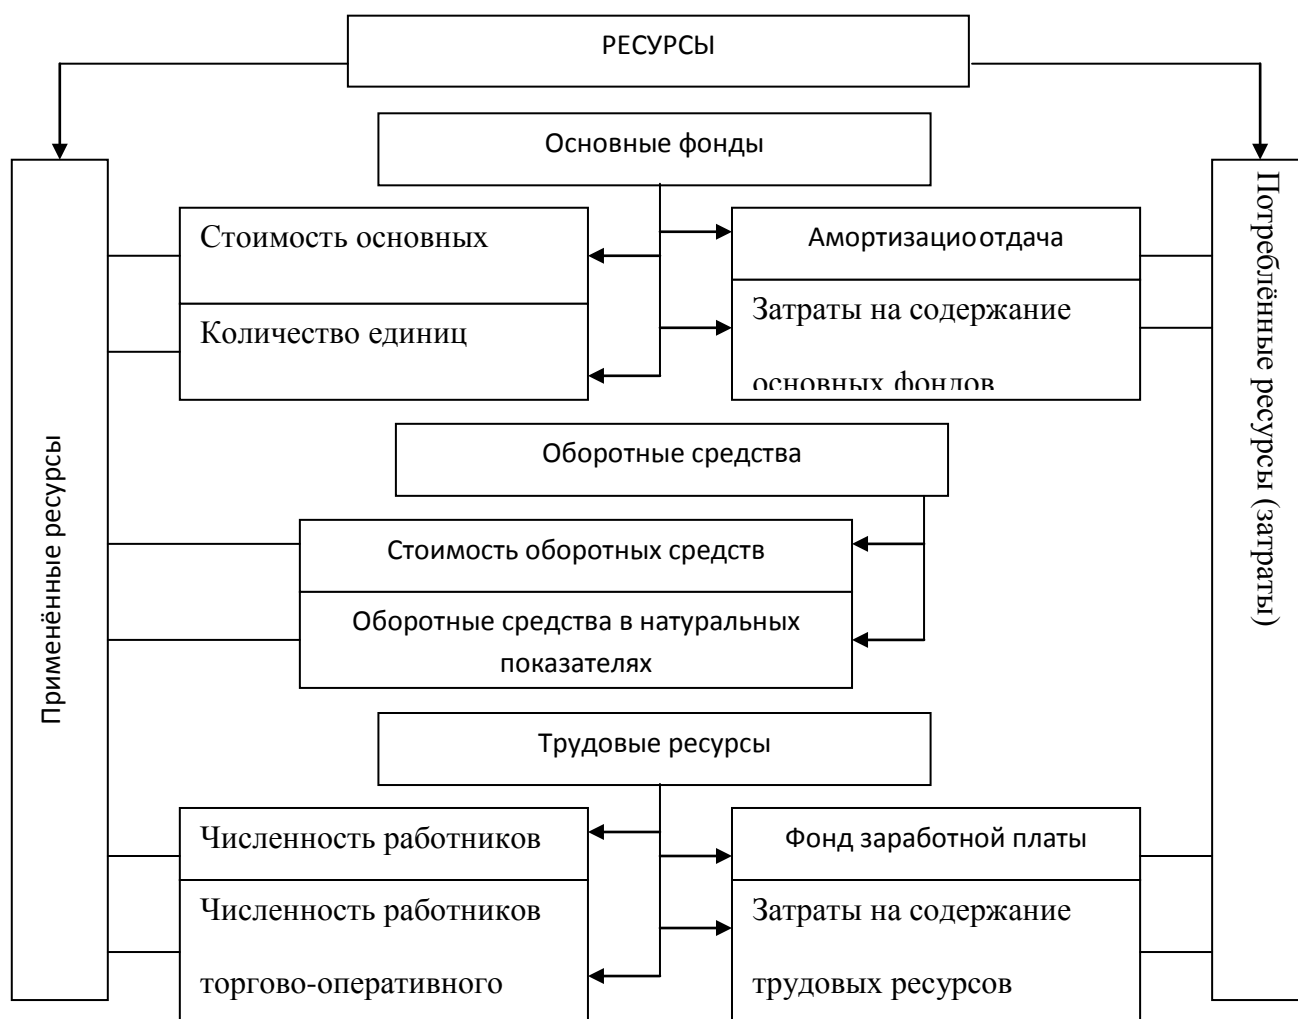 РЕСУРСЫ
Основные фонды
Стоимость основных
Количество единиц
Амортизациоотдача
Затраты на содержание
основных фондов
Оборотные средства
Стоимость оборотных средств
Оборотные средства в натуральных
показателях
Трудовые ресурсы
Численность работников
Численность работников
торгово-оперативного
Фонд заработной платы
Затраты на содержание
трудовых ресурсов
Применённые ресурсы
Потреблённые ресурсы (затраты)